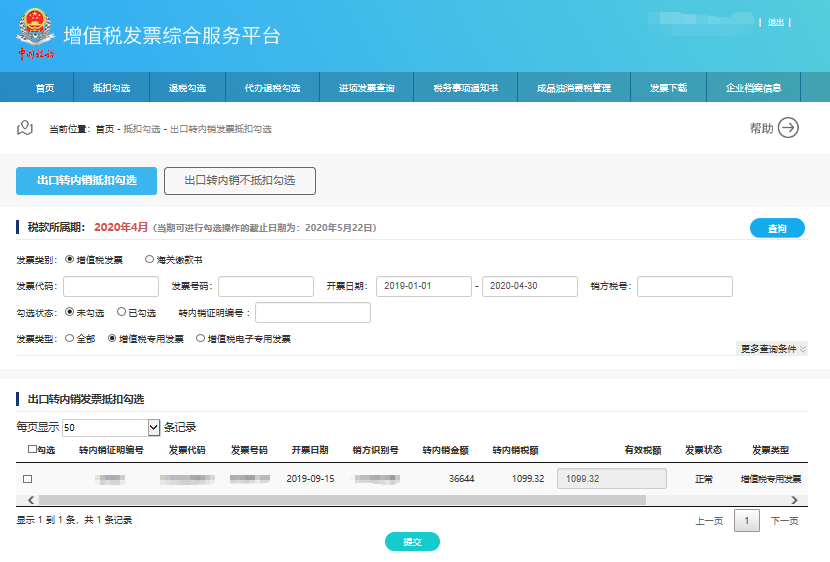 增值税发票综合服务平台
| 退出 |
中国税务
首页 抵扣勾选 退税勾选 代办退税勾选 进项发票查询 税务事项通知书 成品油消费税管理 发票下载 企业档案信息
当前位置：首页 - 抵扣勾选 - 出口转内销发票抵扣勾选 帮助
出口转内销抵扣勾选 出口转内销不抵扣勾选
税款所属期： 2020年4月 (当期可进行勾选操作的截止日期为：2020年5月22日) 查询
发票类别： 增值税发票 海关缴款书
发票代码： 发票号码： 开票日期： 2019-01-01 - 2020-04-30 销方税号：
勾选状态： 未勾选 已勾选 转内销证明编号：
发票类型： 全部 增值税专用发票 增值税电子专用发票
更多查询条件
出口转内销发票抵扣勾选
每页显示 50 条记录
勾选 转内销证明编号 发票代码 发票号码 开票日期 销方识别号 转内销金额 转内销税额 有效税额 发票状态 发票类型
2019-09-15 36644 1099.32 1099.32 正常 增值税专用发票
显示 1 到 1 条，共 1 条记录 上一页 1 下一页
提交